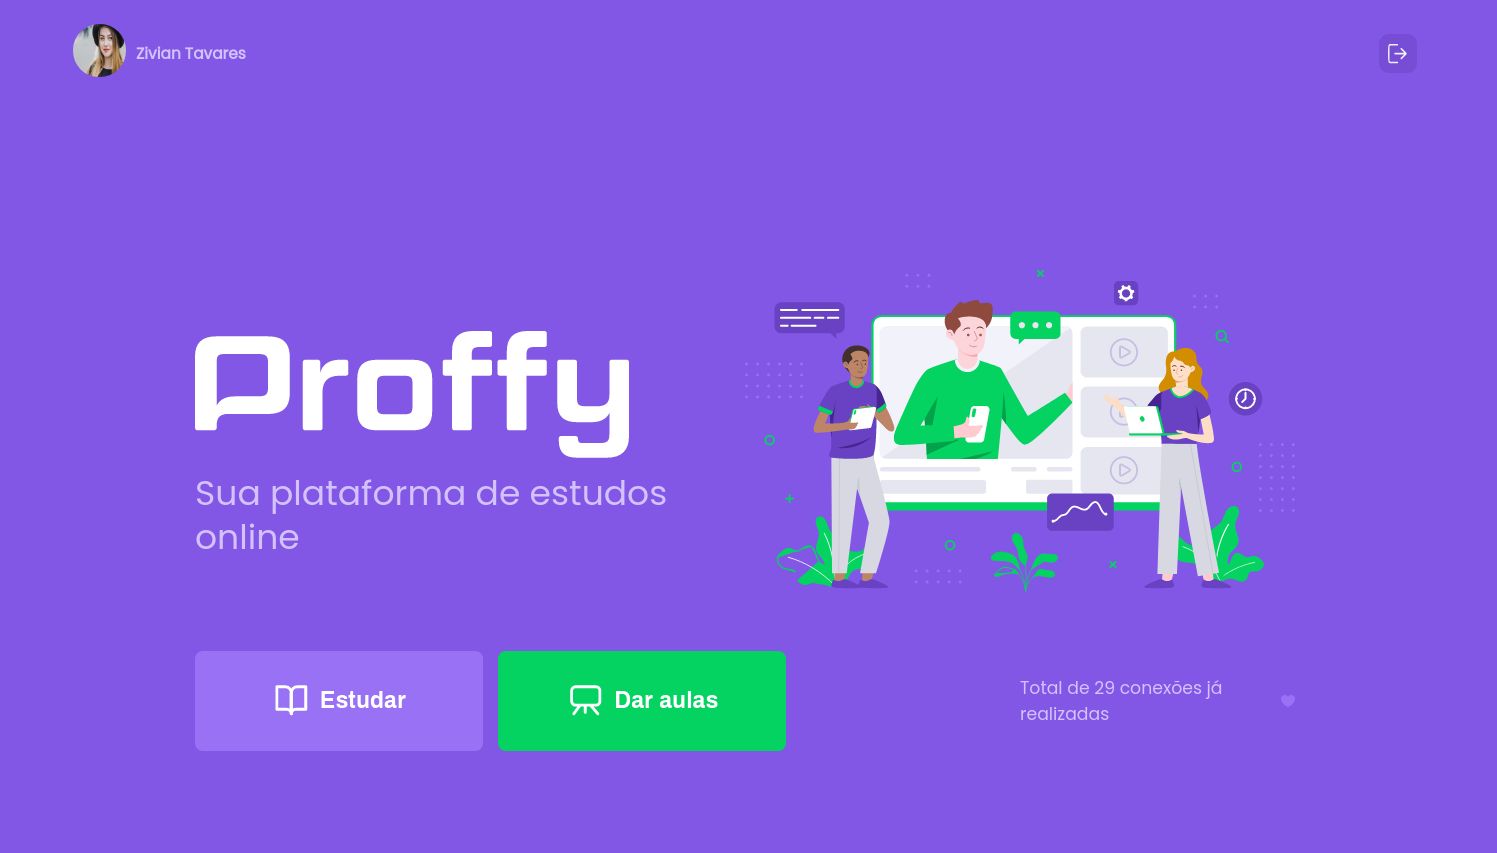 Zivian Tavares
Proffy
Sua plataforma de estudos
online
Estudar
Dar aulas
Total de 29 conexões já
realizadas